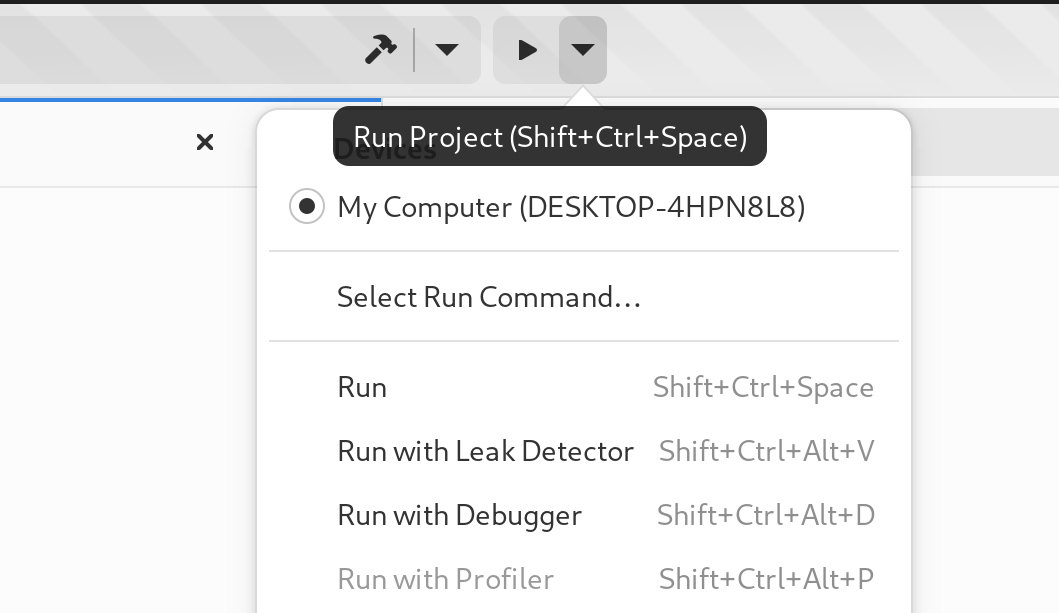 Run Project (Shift+Ctrl+Space)
Devices
My Computer (DESKTOP-4HPN8L8)
Select Run Command...
Run Shift+Ctrl+Space
Run with Leak Detector Shift+Ctrl+Alt+V
Run with Debugger Shift+Ctrl+Alt+D
Run with Profiler Shift+Ctrl+Alt+P